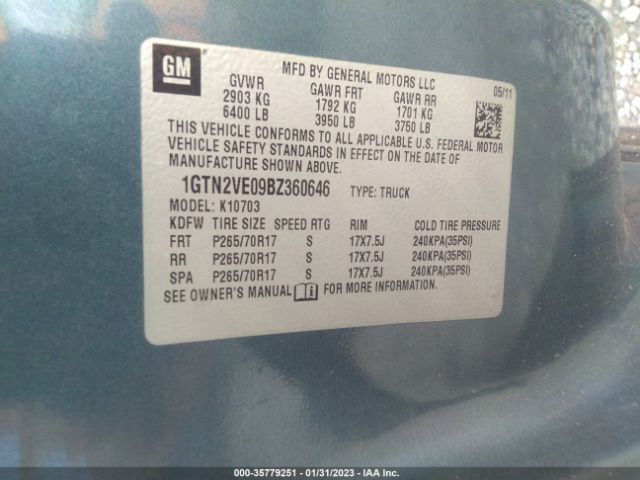 GM
MFD BY GENERAL MOTORS LLC
05/11
GVWR GAWR FRT GAWR RR
2903 KG 1792 KG 1701 KG
6400 LB 3950 LB 3750 LB
THIS VEHICLE CONFORMS TO ALL APPLICABLE U.S. FEDERAL MOTOR
VEHICLE SAFETY STANDARDS IN EFFECT ON THE DATE OF
MANUFACTURE SHOWN ABOVE.
1GTN2VE09BZ360646 TYPE: TRUCK
MODEL: K10703
KDFW TIRE SIZE SPEED RTG RIM COLD TIRE PRESSURE
FRT P265/70R17 S 17X7.5J 240KPA(35PSI)
RR P265/70R17 S 17X7.5J 240KPA(35PSI)
SPA P265/70R17 S 17X7.5J 240KPA(35PSI)
SEE OWNER'S MANUAL FOR MORE INFORMATION.
000-35779251 - 01/31/2023 - IAA Inc.